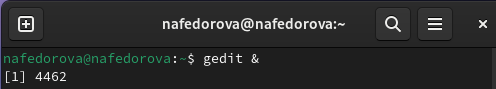 nafedorova@nafedorova:~
nafedorova@nafedorova:~$ gedit &
[1] 4462